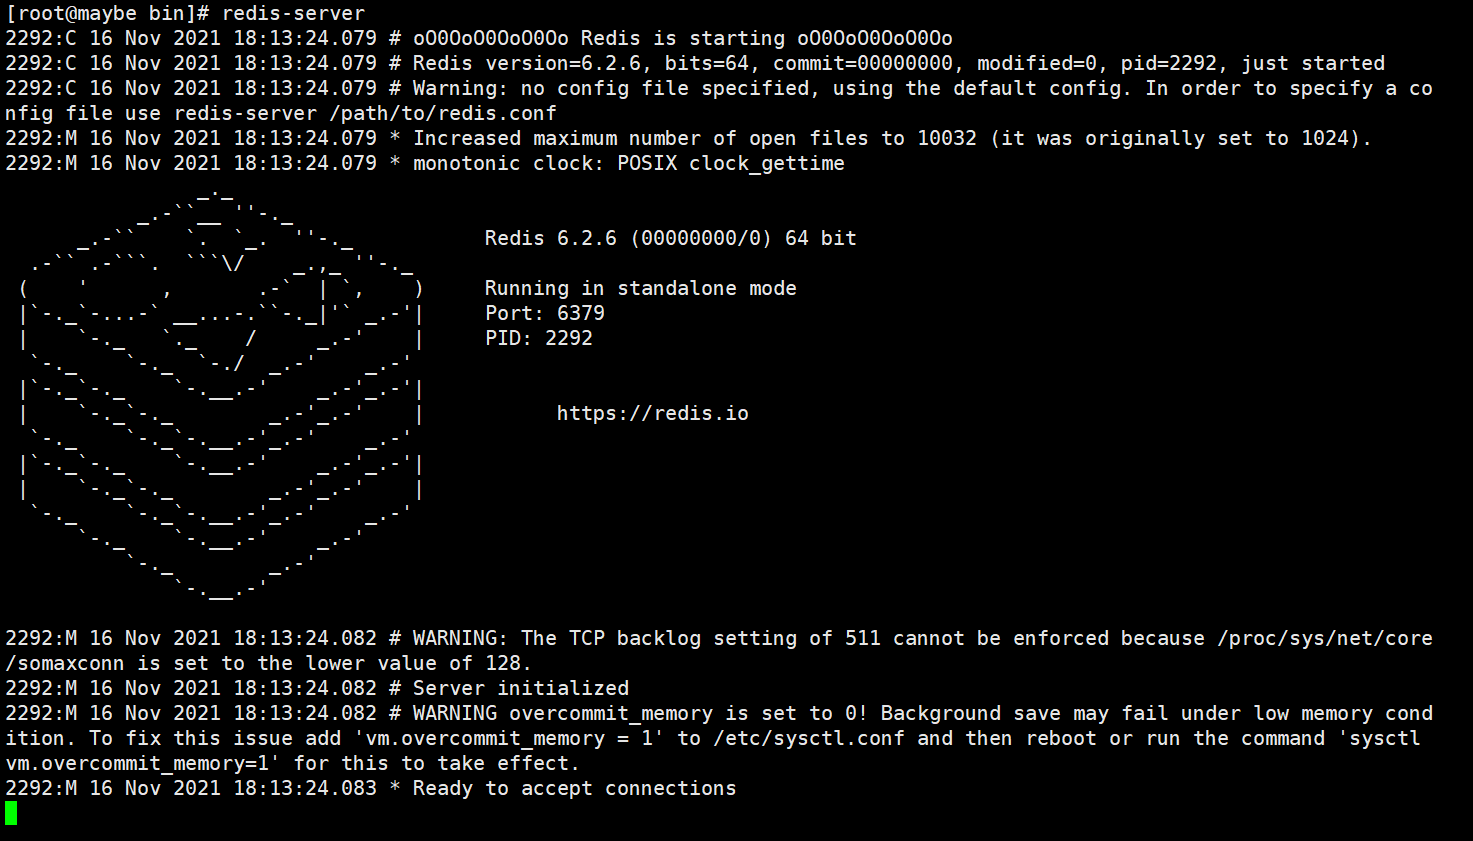 [root@maybe bin]# redis-server
2292:C 16 Nov 2021 18:13:24.079 # oO0OoO0OoO0Oo Redis is starting oO0OoO0OoO0Oo
2292:C 16 Nov 2021 18:13:24.079 # Redis version=6.2.6, bits=64, commit=00000000, modified=0, pid=2292, just started
2292:C 16 Nov 2021 18:13:24.079 # Warning: no config file specified, using the default config. In order to specify a co
nfig file use redis-server /path/to/redis.conf
2292:M 16 Nov 2021 18:13:24.079 * Increased maximum number of open files to 10032 (it was originally set to 1024).
2292:M 16 Nov 2021 18:13:24.079 * monotonic clock: POSIX clock_gettime
Redis 6.2.6 (00000000/0) 64 bit
Running in standalone mode
Port: 6379
PID: 2292
https://redis.io
2292:M 16 Nov 2021 18:13:24.082 # WARNING: The TCP backlog setting of 511 cannot be enforced because /proc/sys/net/core
/somaxconn is set to the lower value of 128.
2292:M 16 Nov 2021 18:13:24.082 # Server initialized
2292:M 16 Nov 2021 18:13:24.082 # WARNING overcommit_memory is set to 0! Background save may fail under low memory cond
ition. To fix this issue add 'vm.overcommit_memory = 1' to /etc/sysctl.conf and then reboot or run the command 'sysctl
vm.overcommit_memory=1' for this to take effect.
2292:M 16 Nov 2021 18:13:24.083 * Ready to accept connections